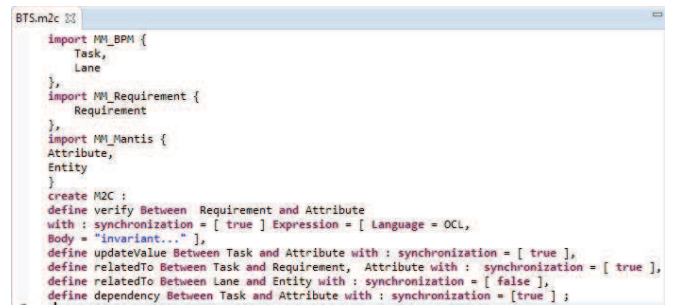 BTS.m2c
import MM_BPM {
Task,
Lane
},
import MM_Requirement {
Requirement
},
import MM_Mantis {
Attribute,
Entity
}
create M2C :
define verify Between Requirement and Attribute
with : synchronization = [ true ] Expression = [ Language = OCL,
Body = "invariant..." ],
define updateValue Between Task and Attribute with : synchronization = [ true ],
define relatedTo Between Task and Requirement, Attribute with : synchronization = [ true ],
define relatedTo Between Lane and Entity with : synchronization = [ false ],
define dependency Between Task and Attribute with : synchronization = [true ] ;